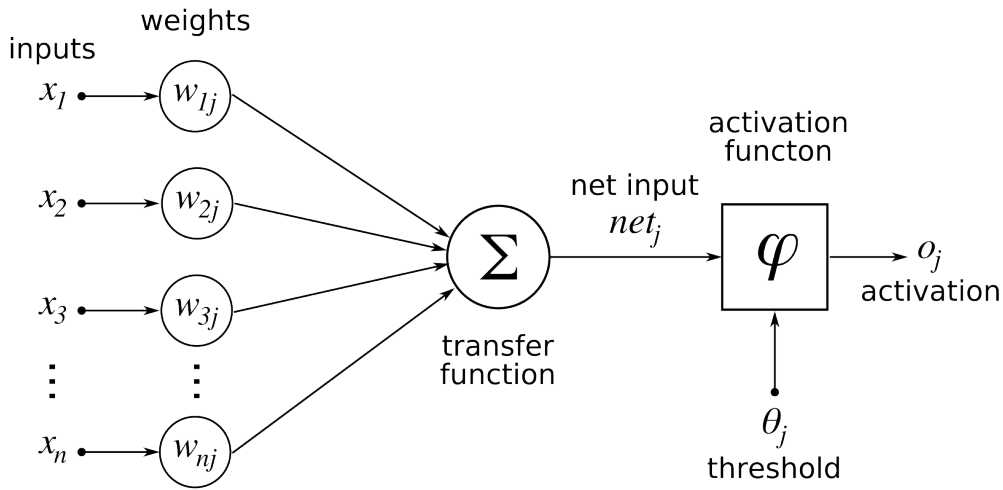 weights
inputs
x1
w1j
x2
w2j
x3
w3j
⋮ ⋮
xn
wnj
Σ
transfer
function
net input
netj
activation
functon
φ
oj
activation
θj
threshold